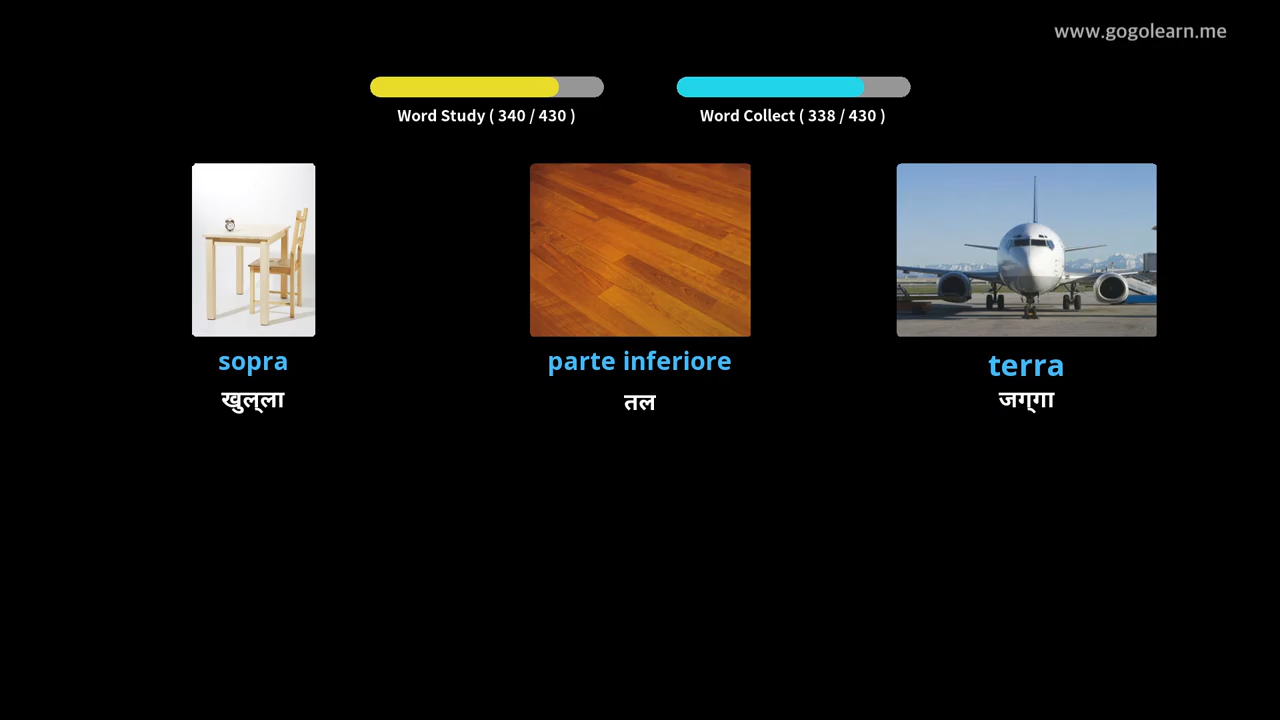 www.gogolearn.me
Word Study ( 340 / 430 )
Word Collect ( 338 / 430 )
sopra
parte inferiore
terra
खुल्ला
तल
जग्गा